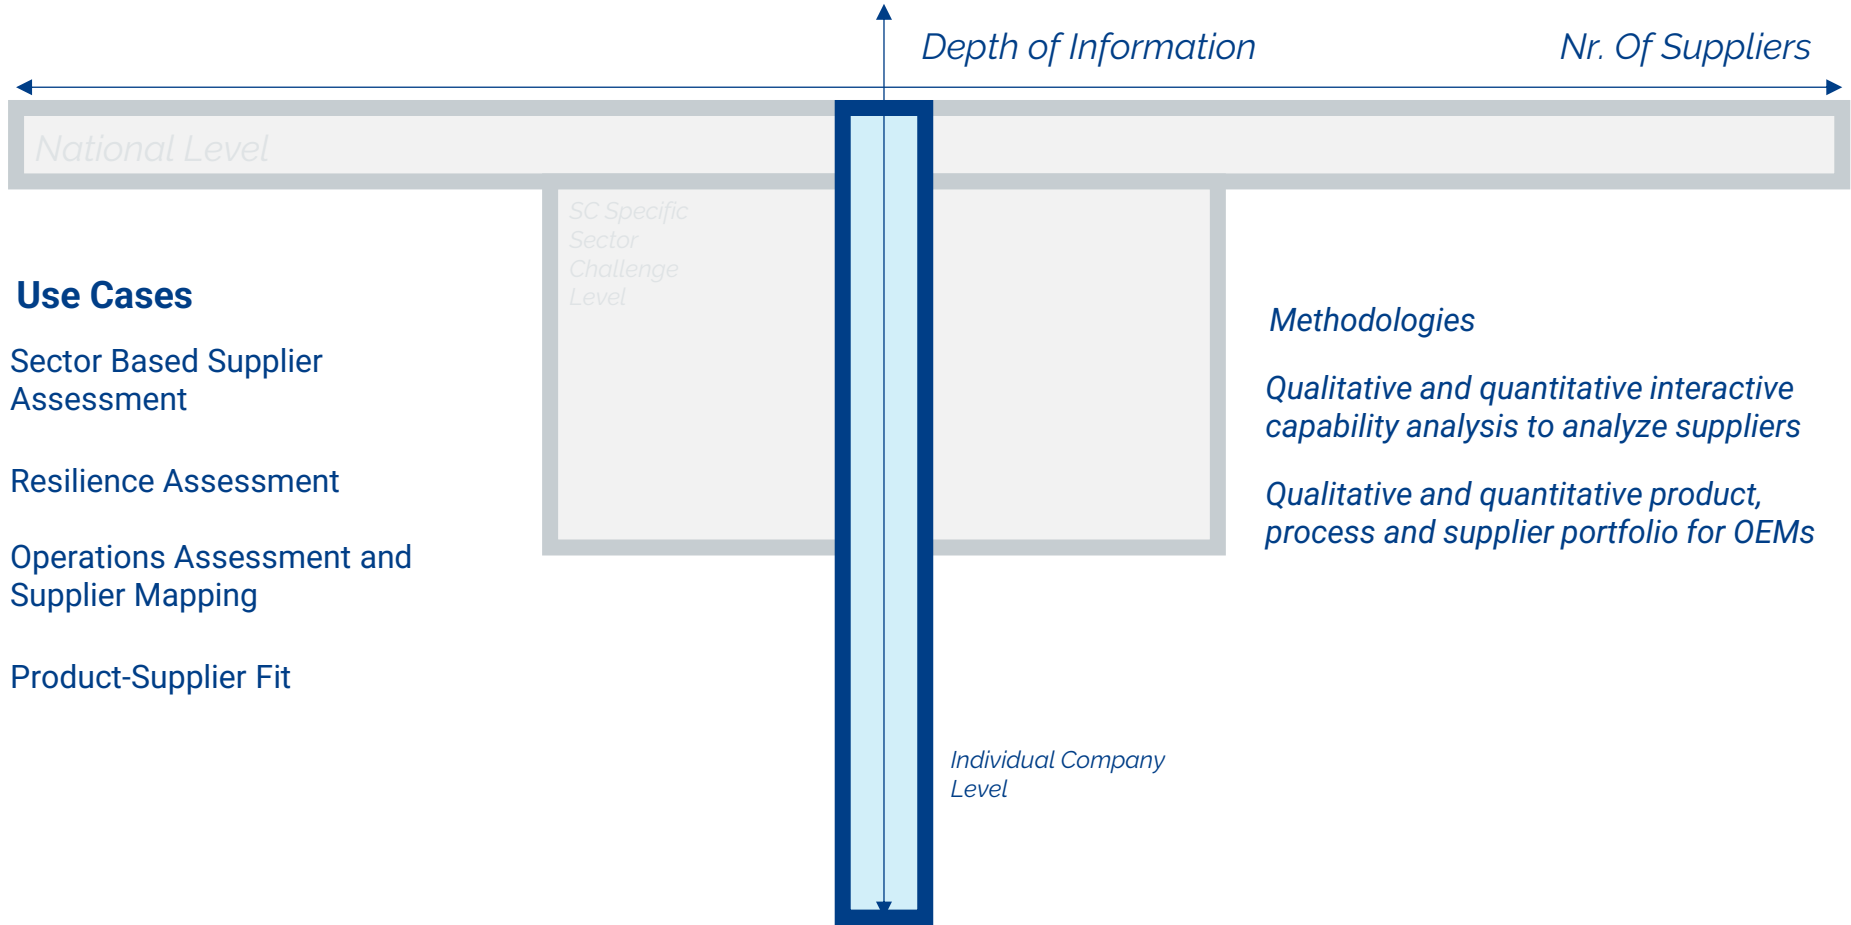 Depth of Information
Nr. Of Suppliers
National Level
SC Specific
Sector
Challenge
Level
Use Cases
Sector Based Supplier
Assessment
Resilience Assessment
Operations Assessment and
Supplier Mapping
Product-Supplier Fit
Methodologies
Qualitative and quantitative interactive
capability analysis to analyze suppliers
Qualitative and quantitative product,
process and supplier portfolio for OEMs
Individual Company
Level